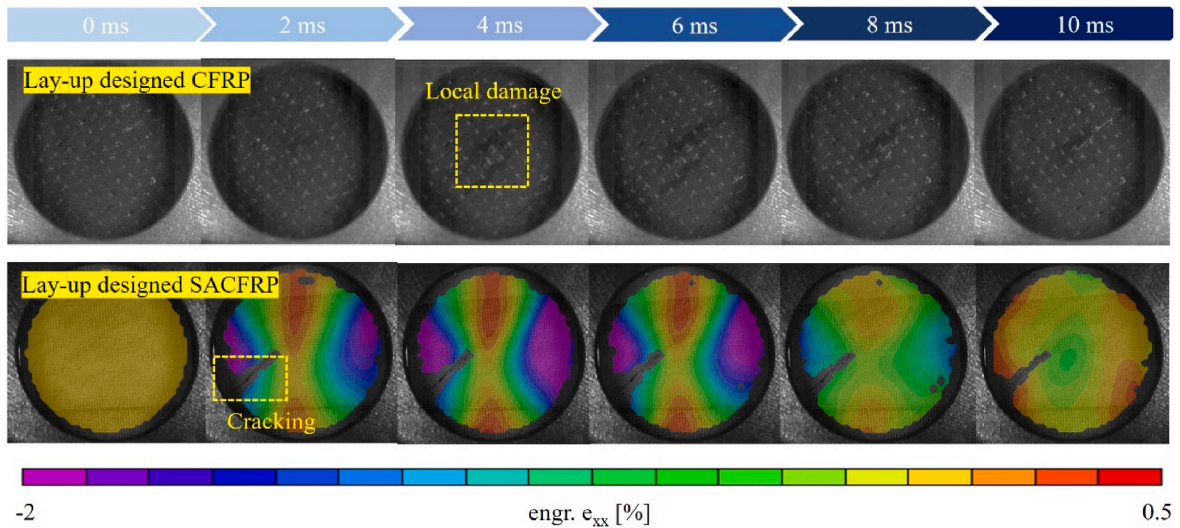 0 ms 2 ms 4 ms 6 ms 8 ms 10 ms
Lay-up designed CFRP
Local damage
Lay-up designed SACFRP
Cracking
-2 engr. e_xx [%] 0.5